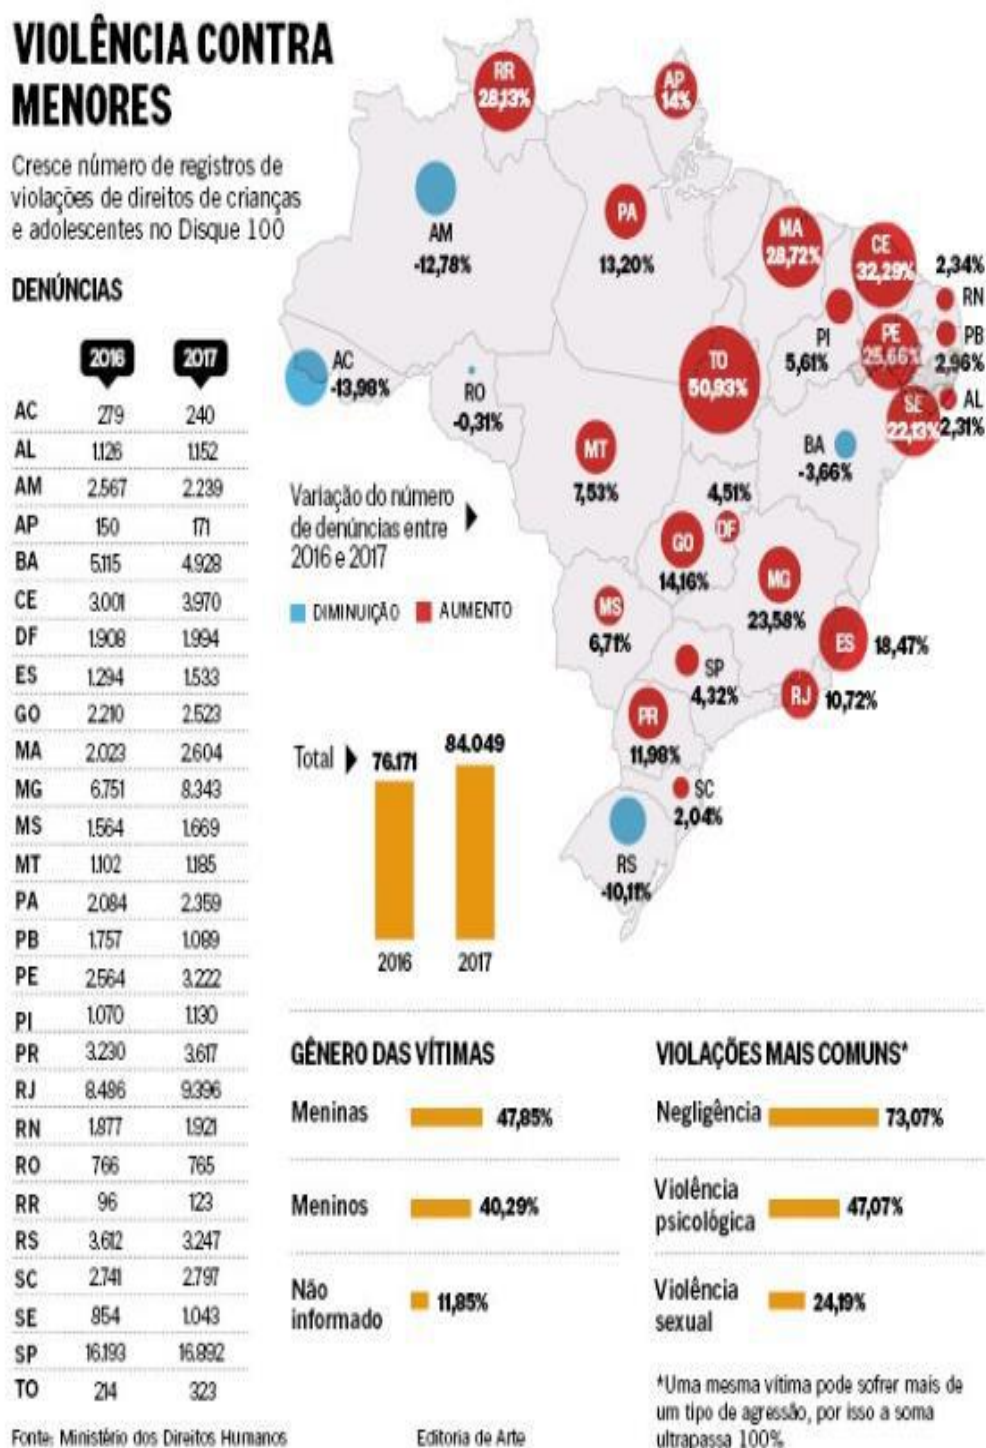 VIOLÊNCIA CONTRA
MENORES
Cresce número de registros de
violações de direitos de crianças
e adolescentes no Disque 100
DENÚNCIAS
2016 2017
AC 279 240
AL 1.126 1.152
AM 2.567 2.239
AP 150 171
BA 5.115 4.928
CE 3.001 3.970
DF 1.908 1.994
ES 1.294 1.533
GO 2.210 2.523
MA 2.023 2.604
MG 6.751 8.343
MS 1.564 1.669
MT 1.102 1.185
PA 2.084 2.359
PB 1.757 1.089
PE 2.564 3.222
PI 1.070 1.130
PR 3.230 3.617
RJ 8.486 9.396
RN 1.877 1.921
RO 766 765
RR 96 123
RS 3.612 3.247
SC 2.741 2.797
SE 854 1.043
SP 16.193 16.892
TO 214 323
Fonte: Ministério dos Direitos Humanos
RR
28,13%
AP
14%
AM
-12,78%
PA
13,20%
MA
28,72%
CE
32,29%
2,34%
RN
PI
5,61%
PE
25,66%
PB
2,96%
AC
-13,98%
RO
-0,31%
TO
50,93%
SE
22,13%
AL
2,31%
BA
-3,66%
MT
7,53%
4,51%
DF
GO
14,16%
MG
23,58%
MS
6,71%
ES 18,47%
SP
4,32%
RJ 10,72%
PR
11,98%
SC
2,04%
RS
-10,11%
Variação do número
de denúncias entre
2016 e 2017
DIMINUIÇÃO AUMENTO
Total 76.171 84.049
2016 2017
GÊNERO DAS VÍTIMAS
Meninas 47,85%
Meninos 40,29%
Não
informado 11,85%
VIOLAÇÕES MAIS COMUNS*
Negligência 73,07%
Violência
psicológica 47,07%
Violência
sexual 24,19%
*Uma mesma vítima pode sofrer mais de
um tipo de agressão, por isso a soma
ultrapassa 100%
Editoria de Arte